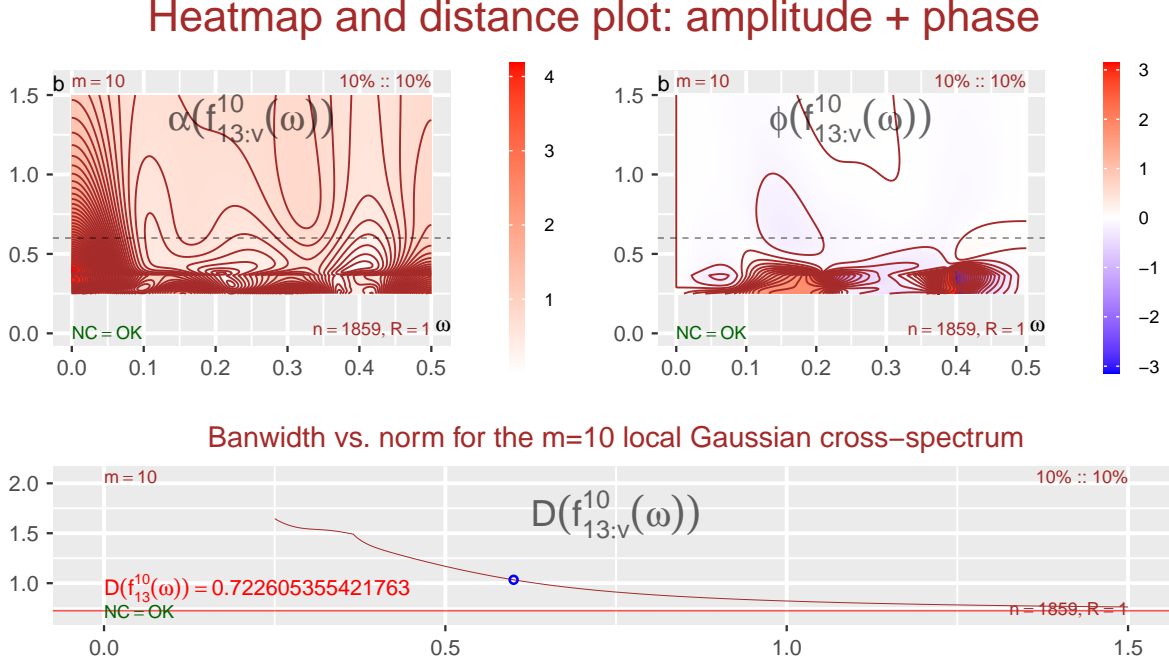 Heatmap and distance plot: amplitude + phase
b m = 10 10% :: 10%
α(f¹⁰₁₃:ᵥ(ω))
1.5
1.0
0.5
0.0
NC = OK n = 1859, R = 1 ω
0.0 0.1 0.2 0.3 0.4 0.5
4
3
2
1
b m = 10 10% :: 10%
ϕ(f¹⁰₁₃:ᵥ(ω))
1.5
1.0
0.5
0.0
NC = OK n = 1859, R = 1 ω
0.0 0.1 0.2 0.3 0.4 0.5
3
2
1
0
−1
−2
−3
Banwidth vs. norm for the m=10 local Gaussian cross−spectrum
m = 10 10% :: 10%
D(f¹⁰₁₃:ᵥ(ω))
2.0
1.5
1.0
D(f¹⁰₁₃(ω)) = 0.722605355421763
NC = OK n = 1859, R = 1
0.0 0.5 1.0 1.5